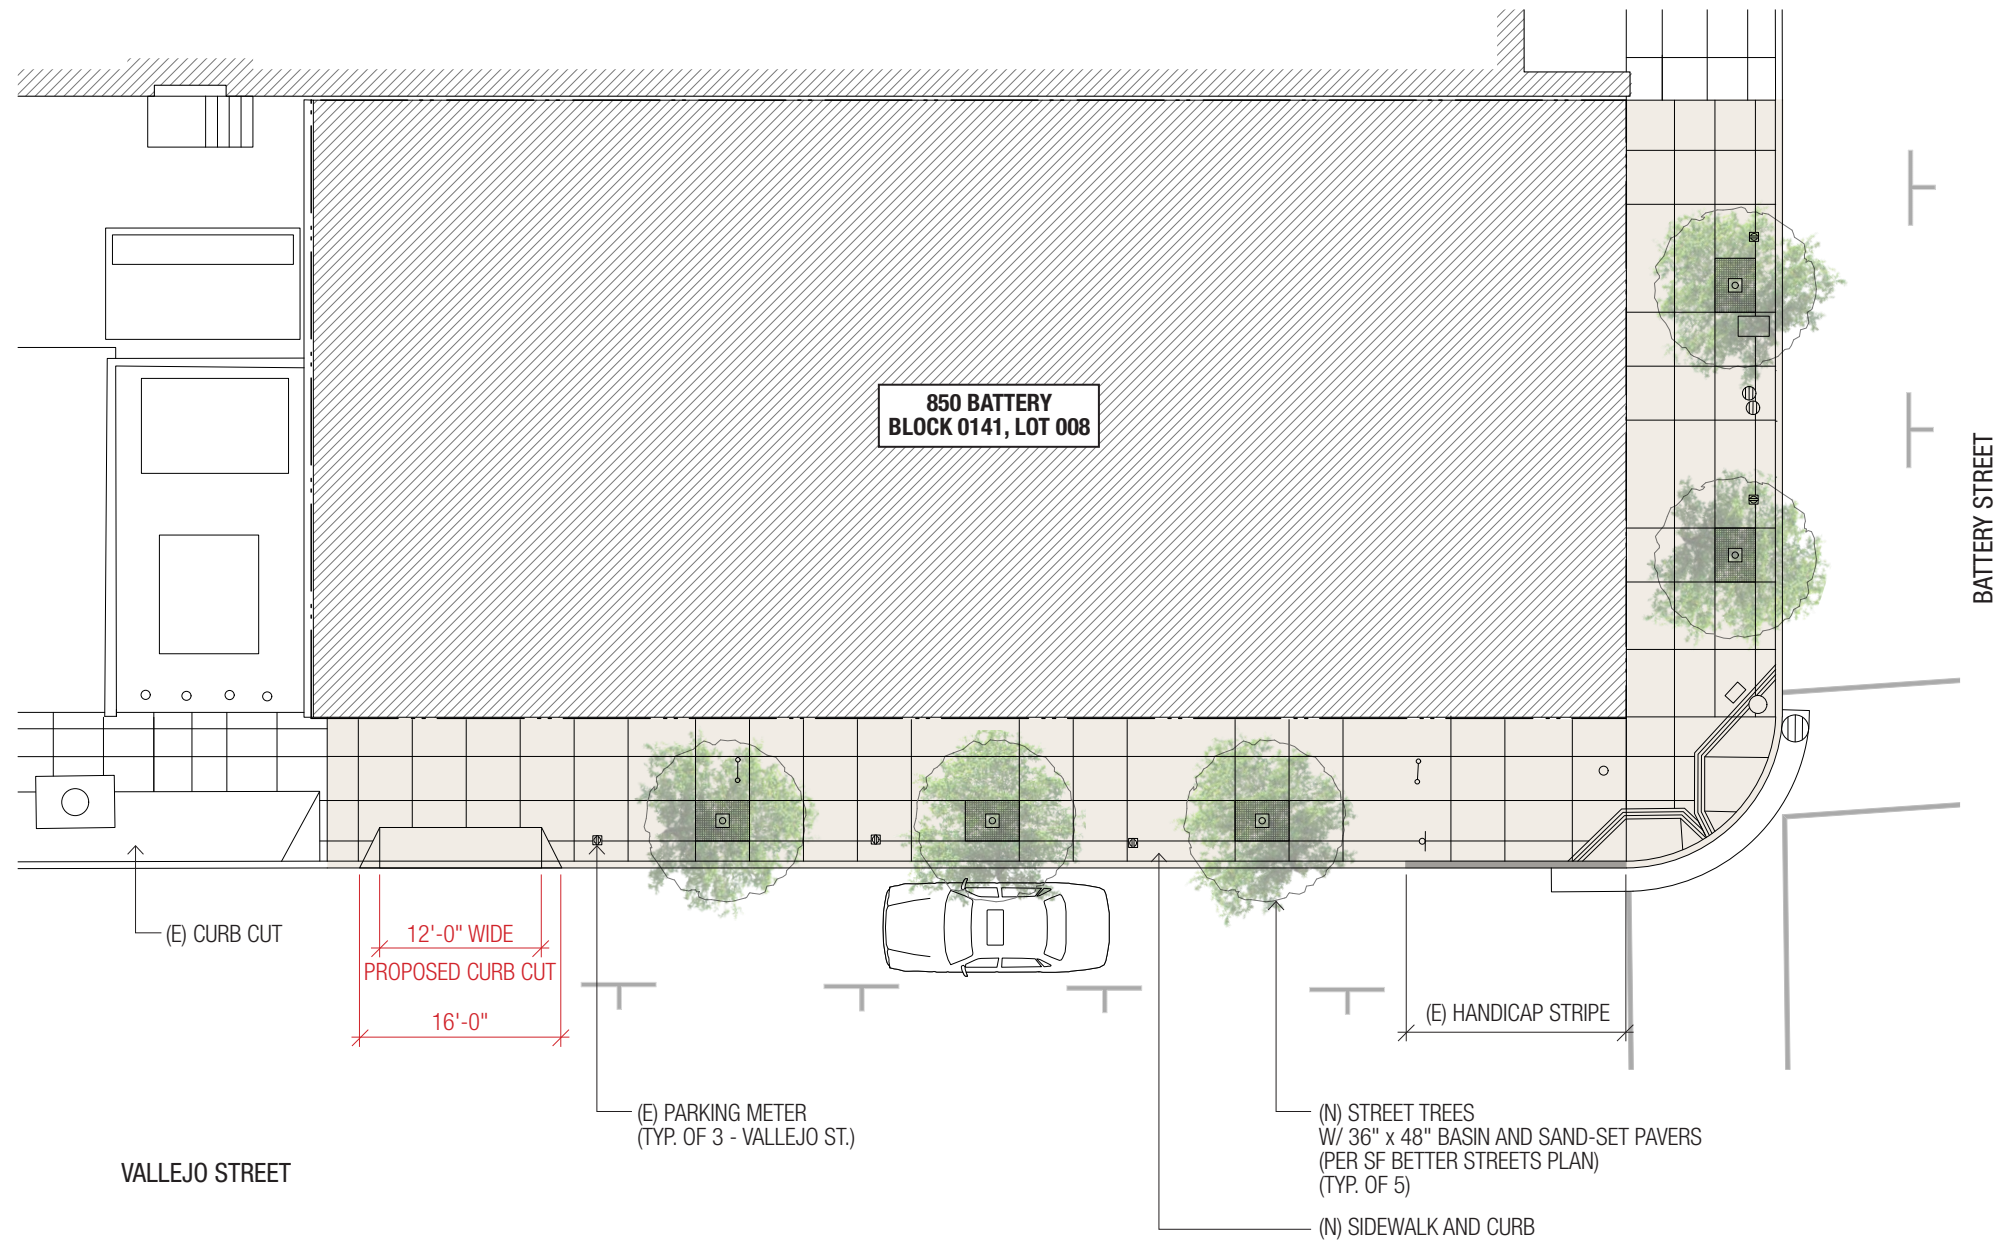 850 BATTERY
BLOCK 0141, LOT 008
BATTERY STREET
(E) CURB CUT
12'-0" WIDE
PROPOSED CURB CUT
16'-0"
(E) HANDICAP STRIPE
(E) PARKING METER
(TYP. OF 3 - VALLEJO ST.)
(N) STREET TREES
W/ 36" x 48" BASIN AND SAND-SET PAVERS
(PER SF BETTER STREETS PLAN)
(TYP. OF 5)
VALLEJO STREET
(N) SIDEWALK AND CURB